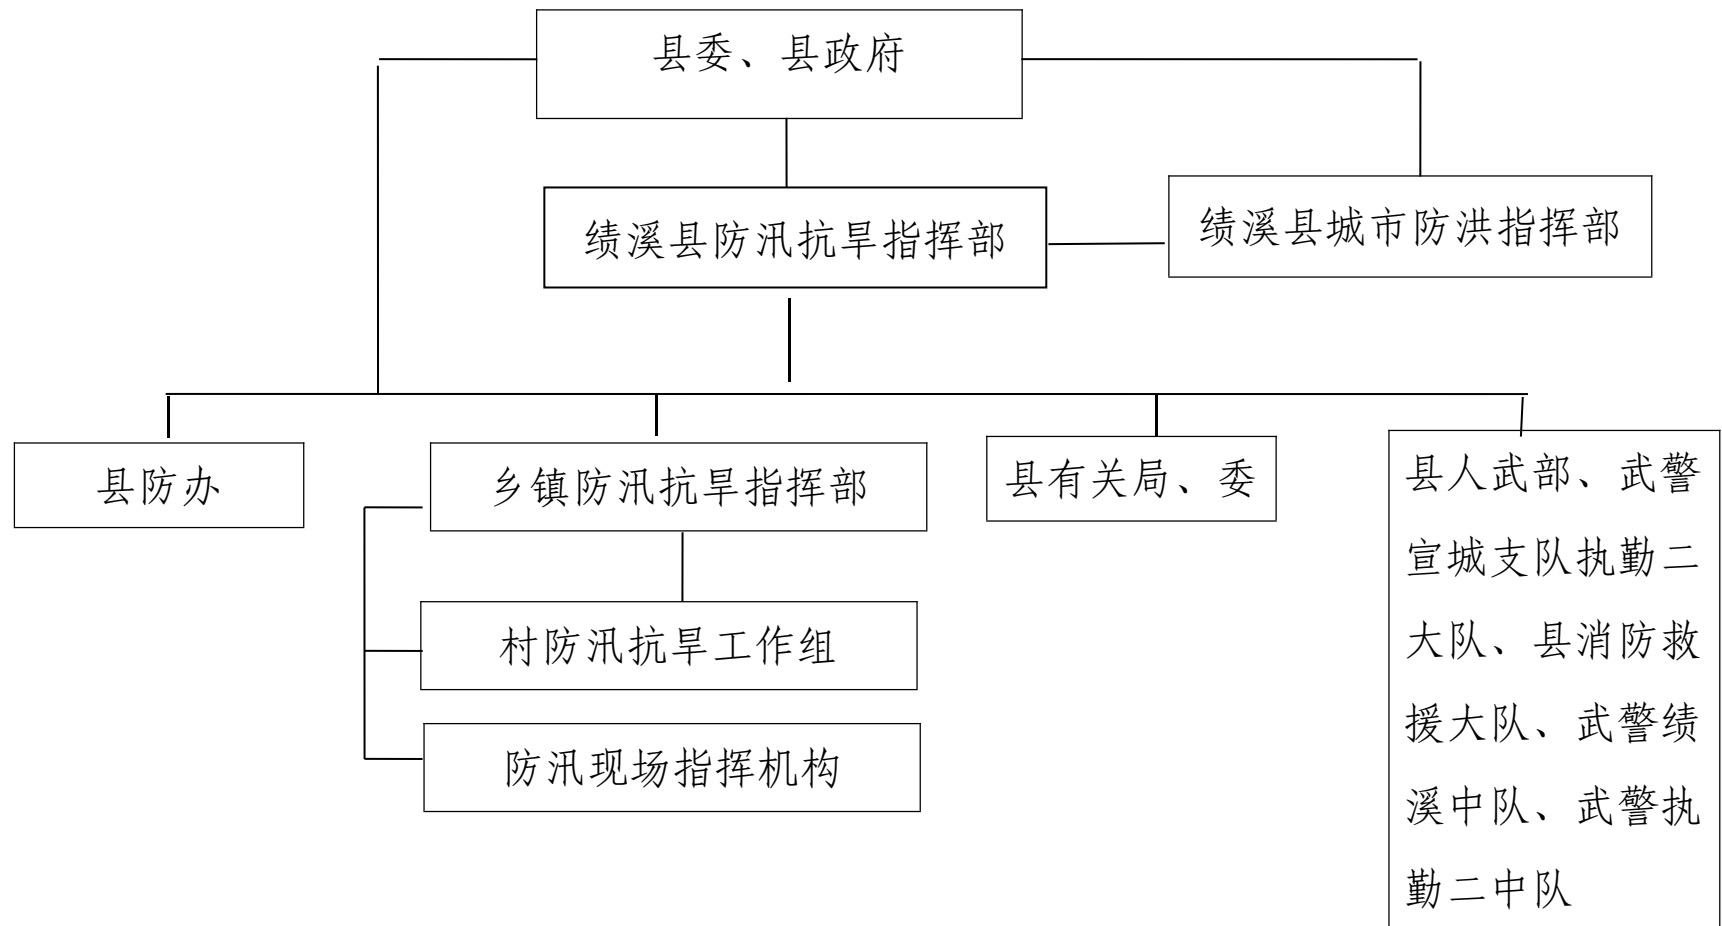 县委、县政府
绩溪县防汛抗旱指挥部
绩溪县城市防洪指挥部
县防办
乡镇防汛抗旱指挥部
县有关局、委
县人武部、武警
宣城支队执勤二
大队、县消防救
援大队、武警绩
溪中队、武警执
勤二中队
村防汛抗旱工作组
防汛现场指挥机构